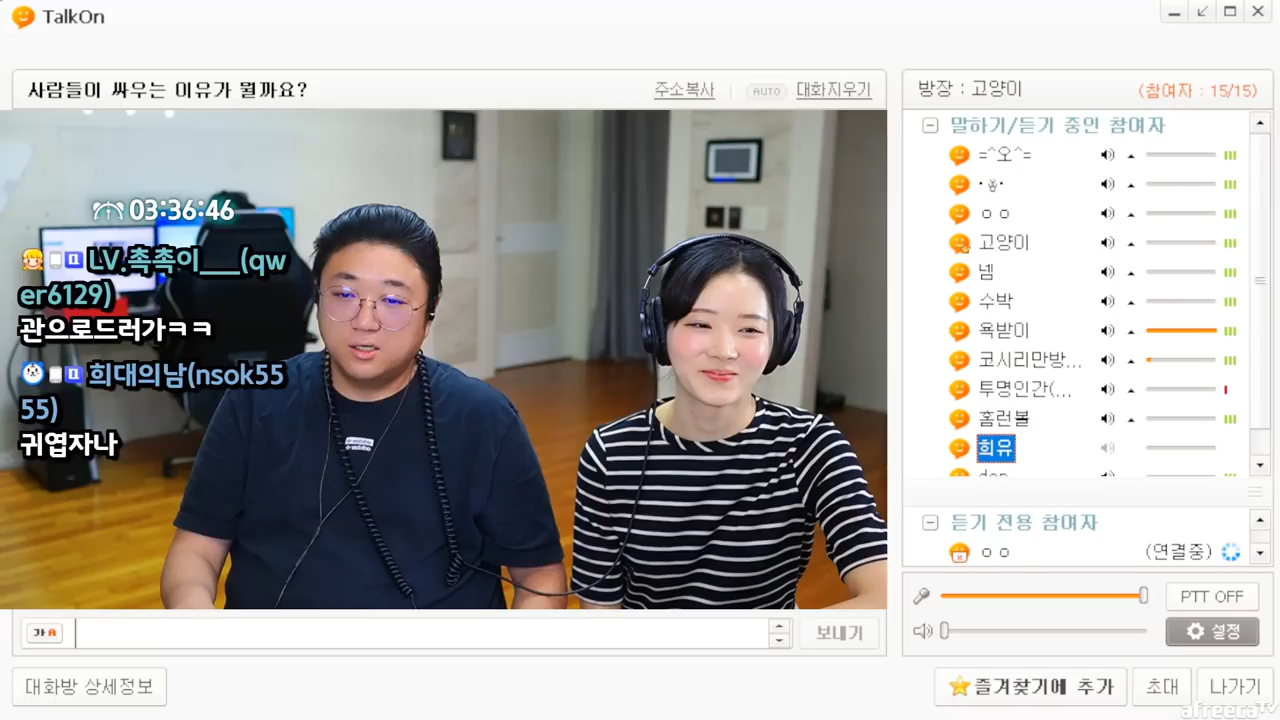 TalkOn
사람들이 싸우는 이유가 뭘까요?
주소복사
AUTO
대화지우기
방장 : 고양이
(참여자 : 15/15)
03:36:46
LV.촉촉이___(qw
er6129)
관으로드러가ㅋㅋ
희대의남(nsok55
55)
귀엽자나
말하기/듣기 중인 참여자
=^오^=
ㅇㅇ
고양이
넴
수박
욕받이
코시리만방...
투명인간(...
홈런볼
희유
듣기 전용 참여자
ㅇㅇ
(연결중)
가A
보내기
PTT OFF
설정
대화방 상세정보
즐겨찾기에 추가
초대
나가기
afreecaTV